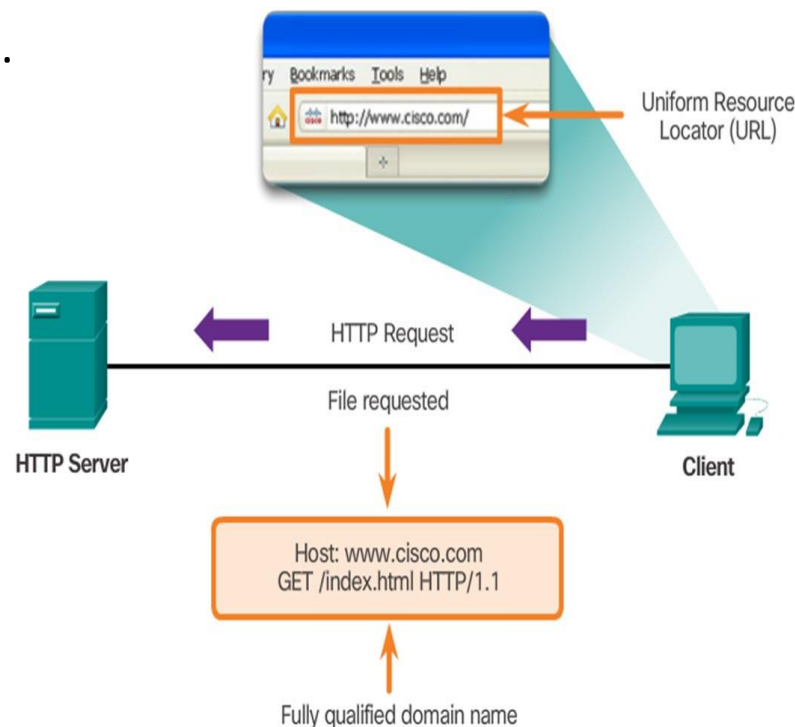 ry Bookmarks Tools Help
http://www.cisco.com/
Uniform Resource
Locator (URL)
HTTP Request
File requested
HTTP Server
Client
Host: www.cisco.com
GET /index.html HTTP/1.1
Fully qualified domain name